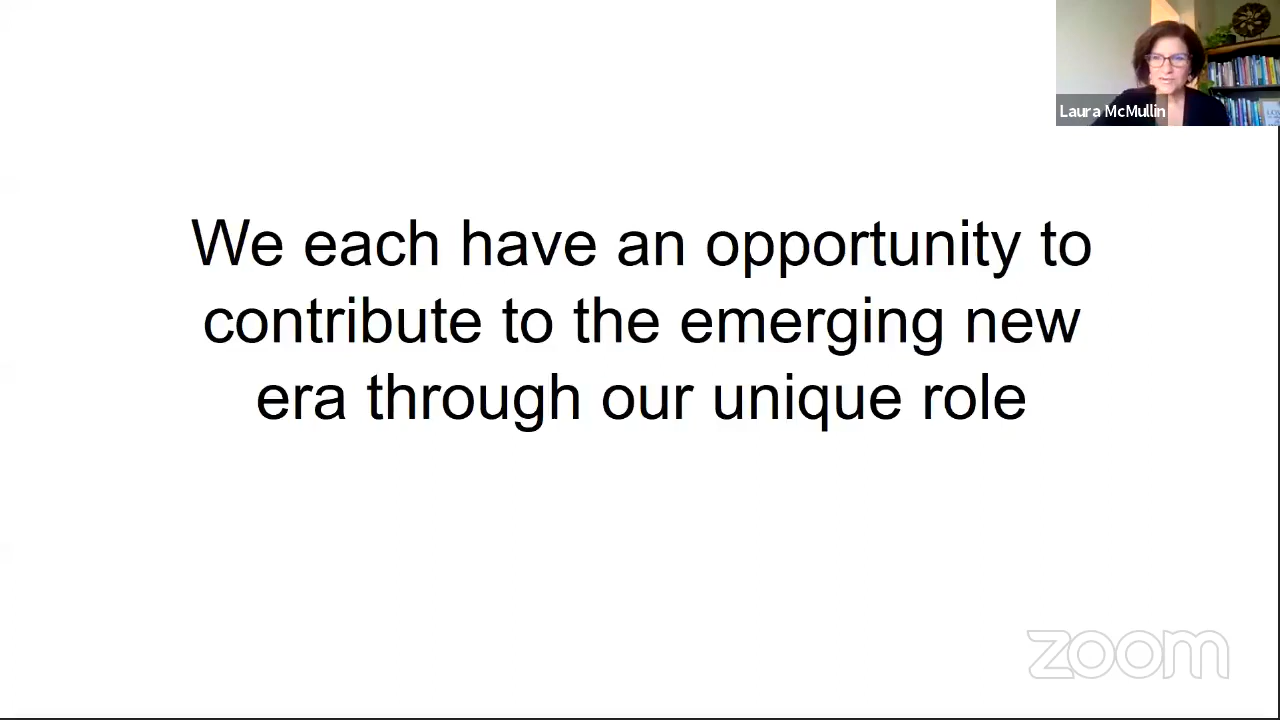 Laura McMullin
We each have an opportunity to
contribute to the emerging new
era through our unique role
zoom